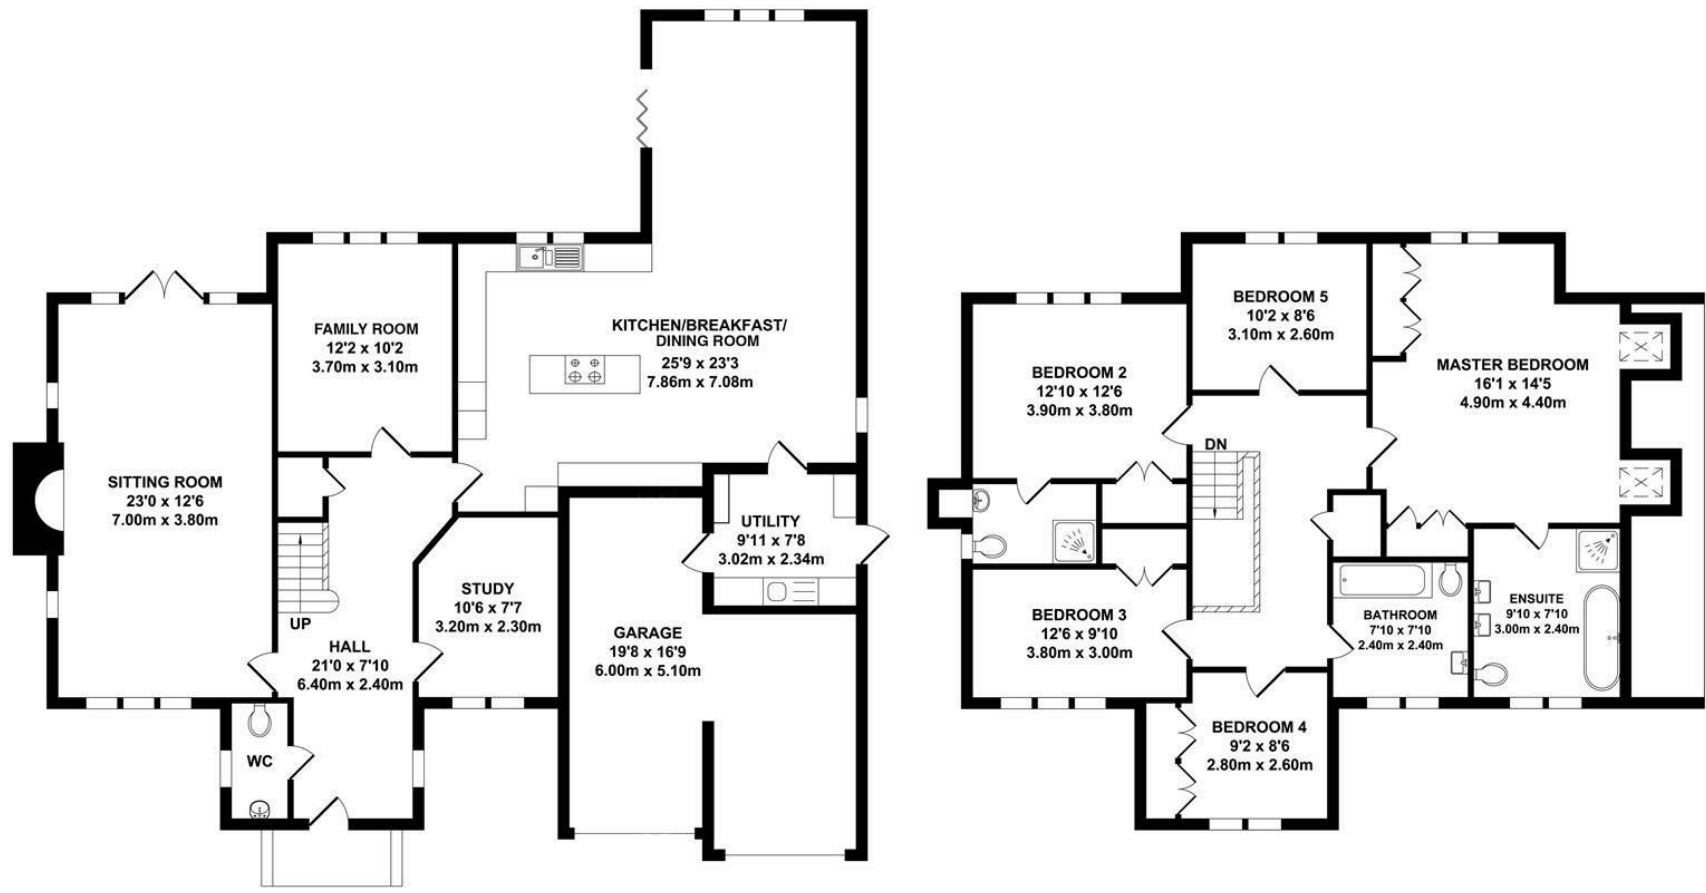 KITCHEN/BREAKFAST/
DINING ROOM
25'9 x 23'3
7.86m x 7.08m
FAMILY ROOM
12'2 x 10'2
3.70m x 3.10m
SITTING ROOM
23'0 x 12'6
7.00m x 3.80m
UTILITY
9'11 x 7'8
3.02m x 2.34m
STUDY
10'6 x 7'7
3.20m x 2.30m
UP
HALL
21'0 x 7'10
6.40m x 2.40m
GARAGE
19'8 x 16'9
6.00m x 5.10m
WC
BEDROOM 5
10'2 x 8'6
3.10m x 2.60m
BEDROOM 2
12'10 x 12'6
3.90m x 3.80m
MASTER BEDROOM
16'1 x 14'5
4.90m x 4.40m
DN
BEDROOM 3
12'6 x 9'10
3.80m x 3.00m
BATHROOM
7'10 x 7'10
2.40m x 2.40m
ENSUITE
9'10 x 7'10
3.00m x 2.40m
BEDROOM 4
9'2 x 8'6
2.80m x 2.60m